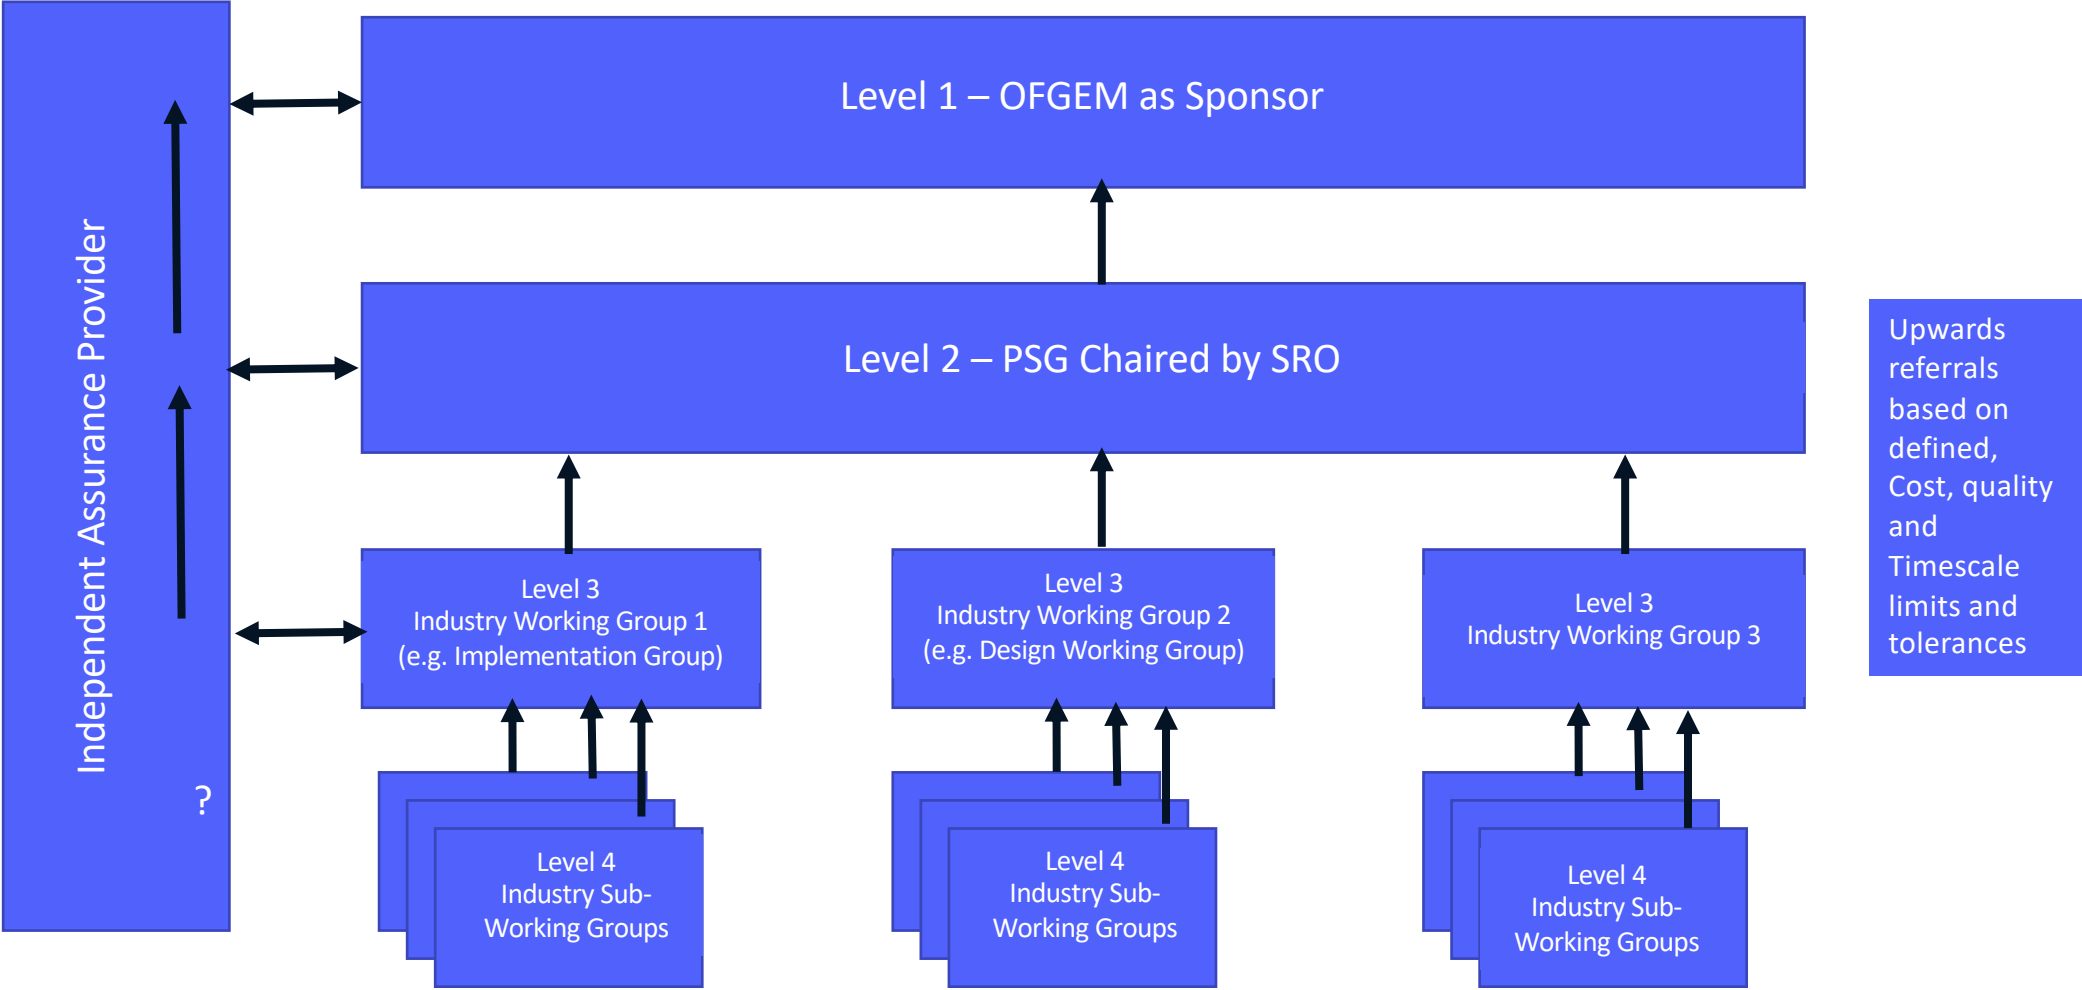 Independent Assurance Provider
?
Level 1 – OFGEM as Sponsor
Level 2 – PSG Chaired by SRO
Level 3
Industry Working Group 1
(e.g. Implementation Group)
Level 3
Industry Working Group 2
(e.g. Design Working Group)
Level 3
Industry Working Group 3
Level 4
Industry Sub-
Working Groups
Level 4
Industry Sub-
Working Groups
Level 4
Industry Sub-
Working Groups
Upwards
referrals
based on
defined,
Cost, quality
and
Timescale
limits and
tolerances